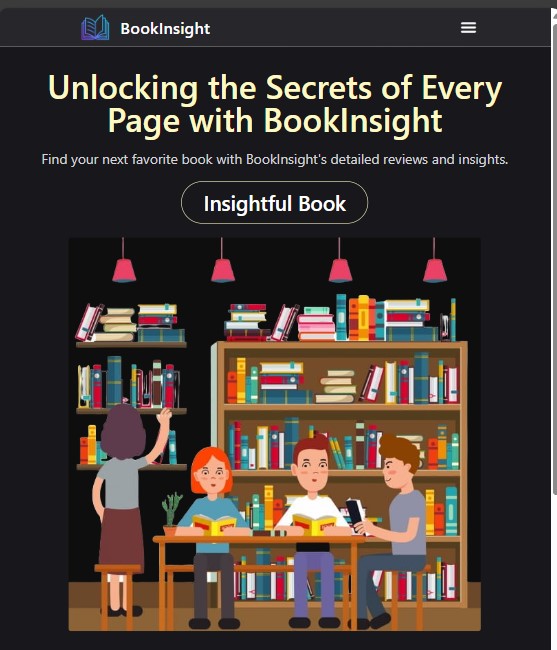 BookInsight
Unlocking the Secrets of Every
Page with BookInsight
Find your next favorite book with BookInsight's detailed reviews and insights.
Insightful Book